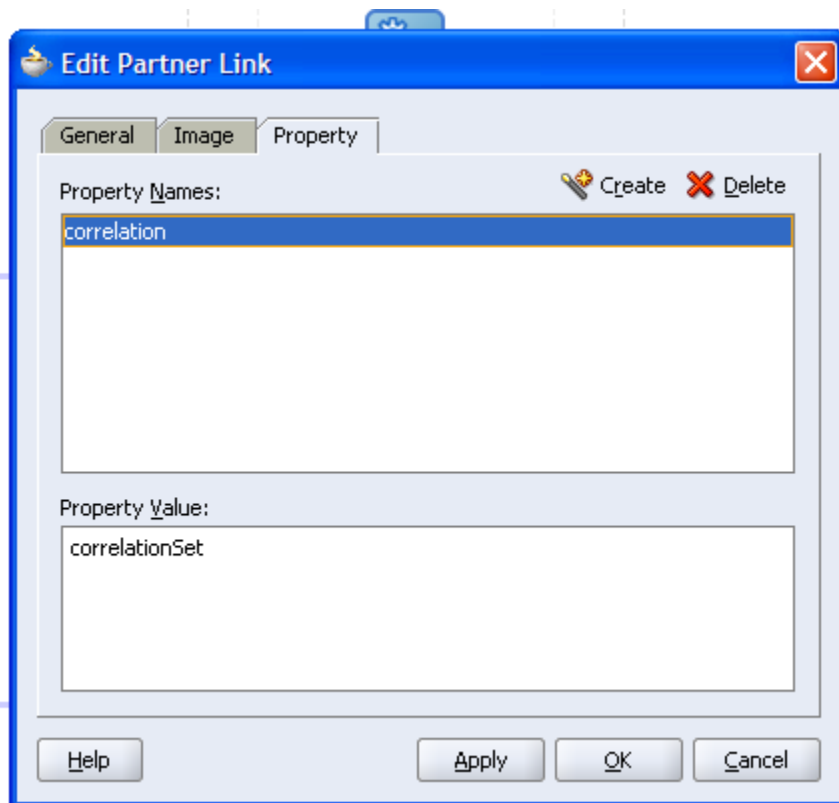 Edit Partner Link
General Image Property
Property Names: Create Delete
correlation
Property Value:
correlationSet
Help Apply OK Cancel